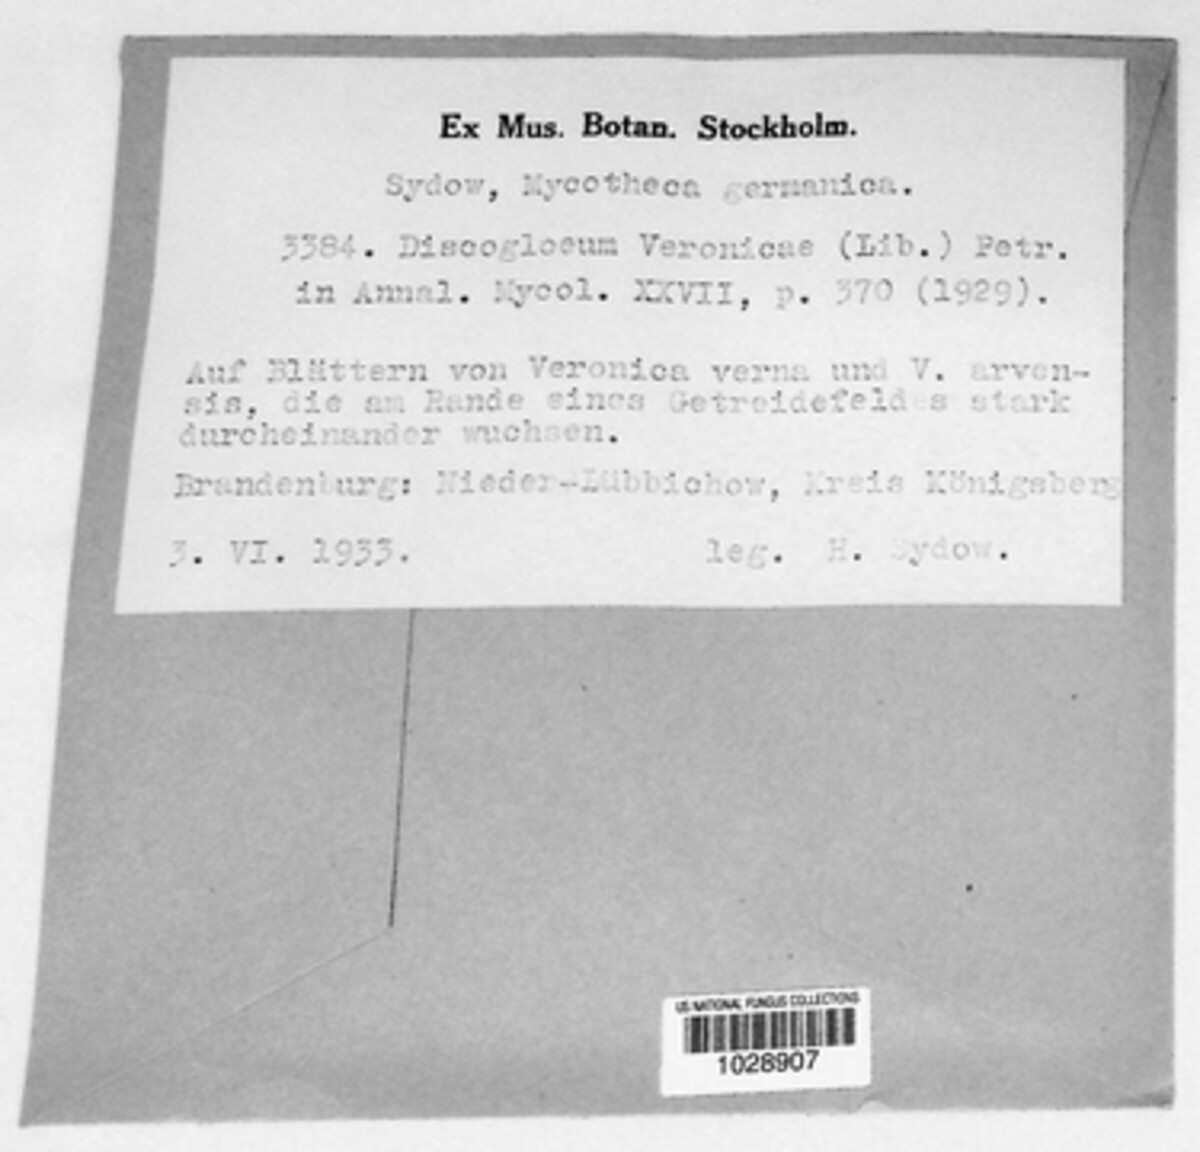 Ex Mus. Botan. Stockholm.
Sydow, Mycotheca germanica.
3384. Discogloeum Veronicae (Lib.) Petr.
in Annal. Mycol. XXVII, p. 370 (1929).
Auf Blättern von Veronica verna und V. arven-
sis, die am Rande eines Getreidefeldes stark
durcheinander wuchsen.
Brandenburg: Nieder-Lübbichow, Kreis Königsberg
3. VI. 1933. leg. H. Sydow.
US NATIONAL FUNGUS COLLECTIONS
1028907